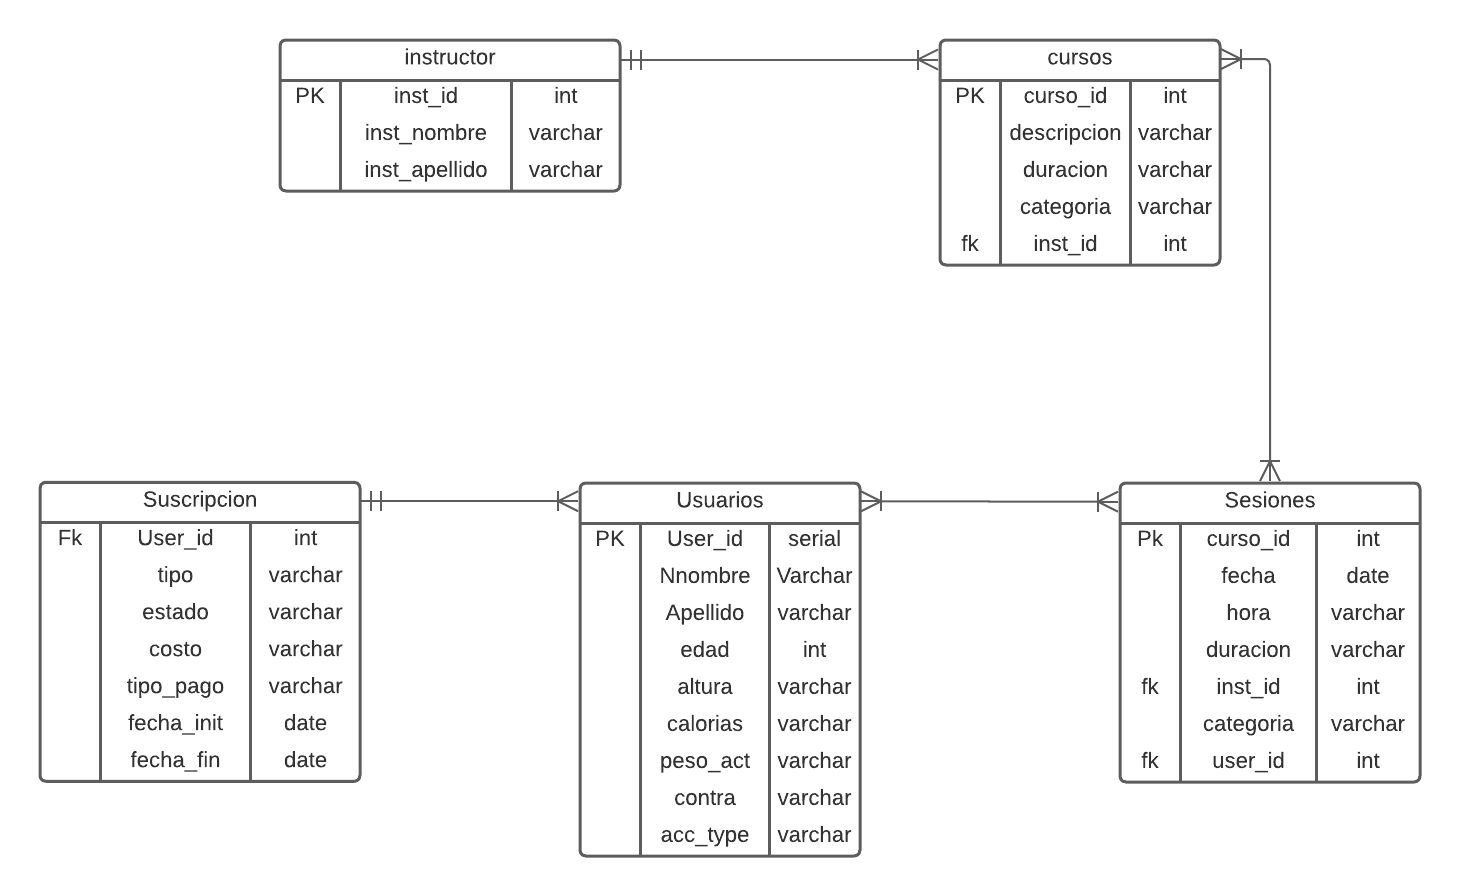 instructor
PK inst_id int
inst_nombre varchar
inst_apellido varchar
cursos
PK curso_id int
descripcion varchar
duracion varchar
categoria varchar
fk inst_id int
Suscripcion
Fk User_id int
tipo varchar
estado varchar
costo varchar
tipo_pago varchar
fecha_init date
fecha_fin date
Usuarios
PK User_id serial
Nnombre Varchar
Apellido varchar
edad int
altura varchar
calorias varchar
peso_act varchar
contra varchar
acc_type varchar
Sesiones
Pk curso_id int
fecha date
hora varchar
duracion varchar
fk inst_id int
categoria varchar
fk user_id int